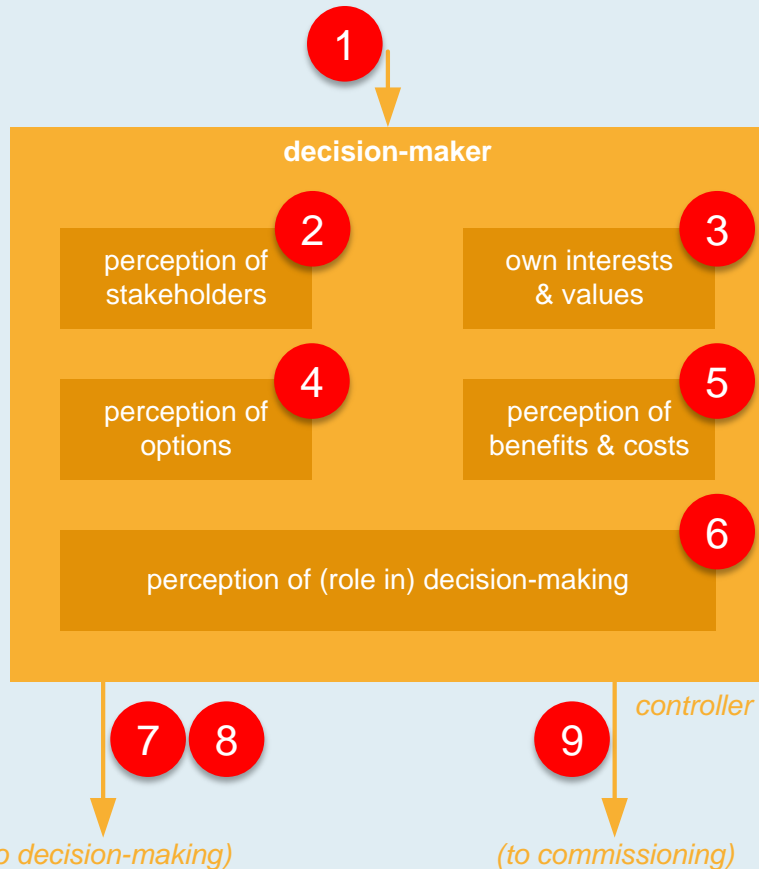 1
decision-maker
2
3
perception of
stakeholders
own interests
& values
4
5
perception of
options
perception of
benefits & costs
6
perception of (role in) decision-making
controller
7
8
9
o decision-making)
(to commissioning)